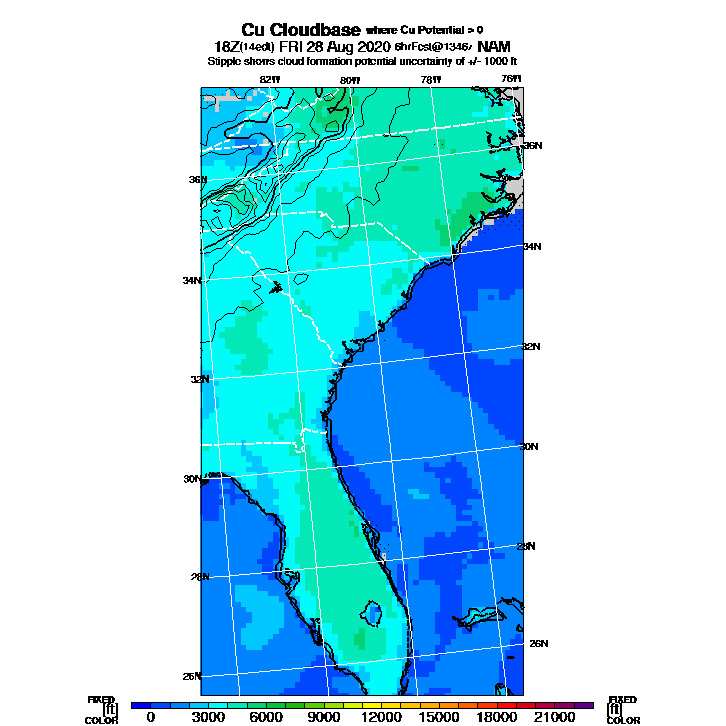 Cu Cloudbase where Cu Potential > 0
18Z(14edt) FRI 28 Aug 2020 6hrFcst@1346z NAM
Stipple shows cloud formation potential uncertainty of +/- 1000 ft
82W 80W 78W 76W
36N
36N
34N
34N
32N
32N
30N
30N
28N
28N
26N
26N
FIXED FIXED
[ft] [ft]
COLOR COLOR
0 3000 6000 9000 12000 15000 18000 21000